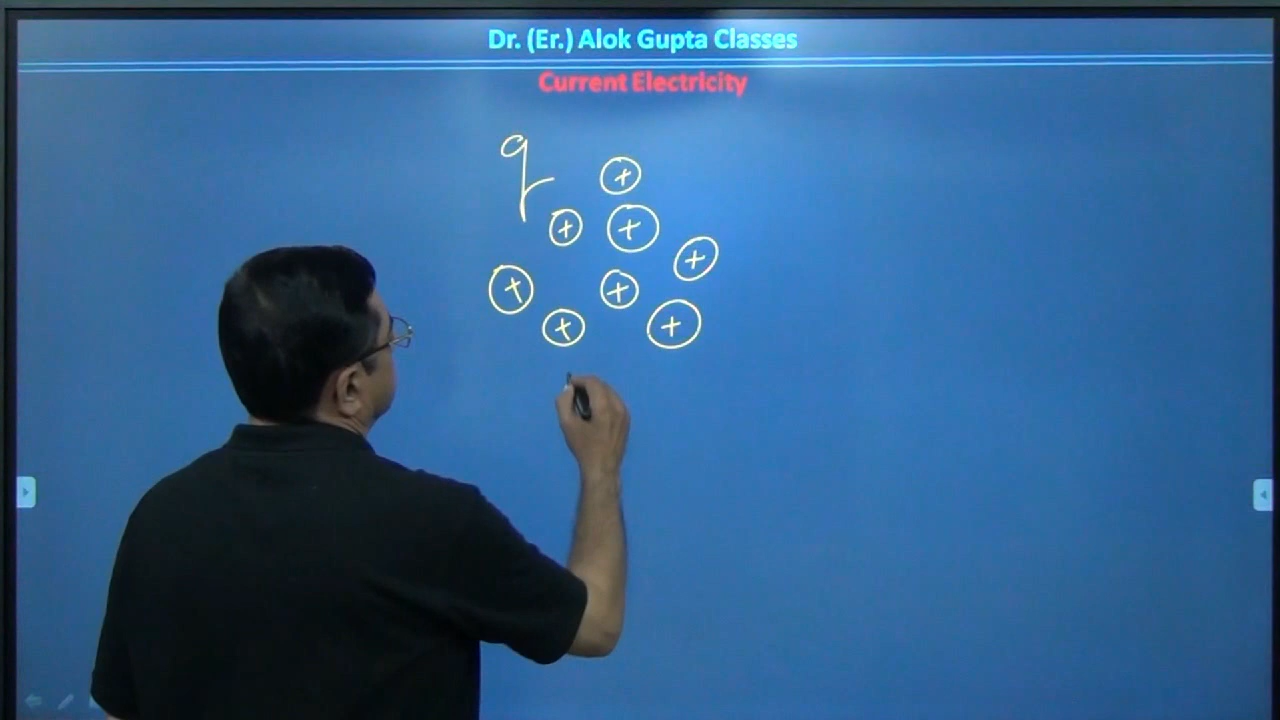 Dr. (Er.) Alok Gupta Classes
Current Electricity
q
+
+ +
+
+ +
+ +